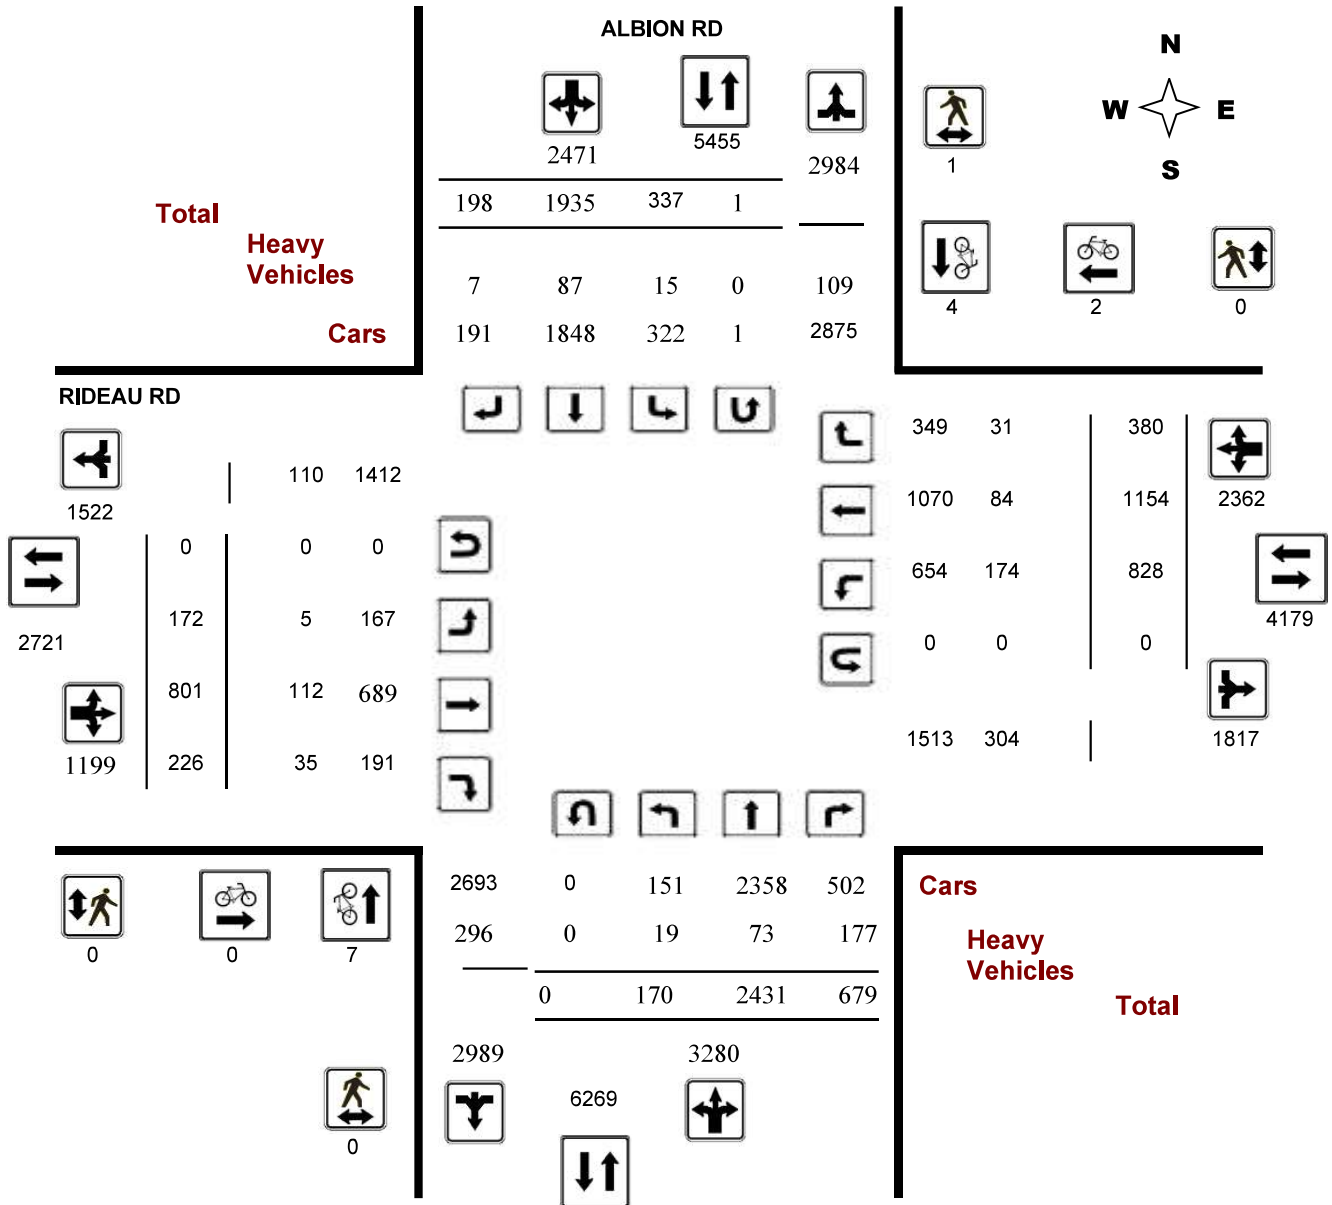 ALBION RD
N
W E
S
2471 5455 2984 1
198 1935 337 1
Total
Heavy
Vehicles
7 87 15 0 109
4 2 0
Cars 191 1848 322 1 2875
RIDEAU RD
349 31 380
110 1412
1522
1070 84 1154 2362
0 0 0
654 174 828
4179
172 5 167
2721
0 0 0
801 112 689
1513 304 1817
1199 226 35 191
2693 0 151 2358 502
Cars
296 0 19 73 177
Heavy
Vehicles
0 0 7
0 170 2431 679
Total
2989 3280
6269
0